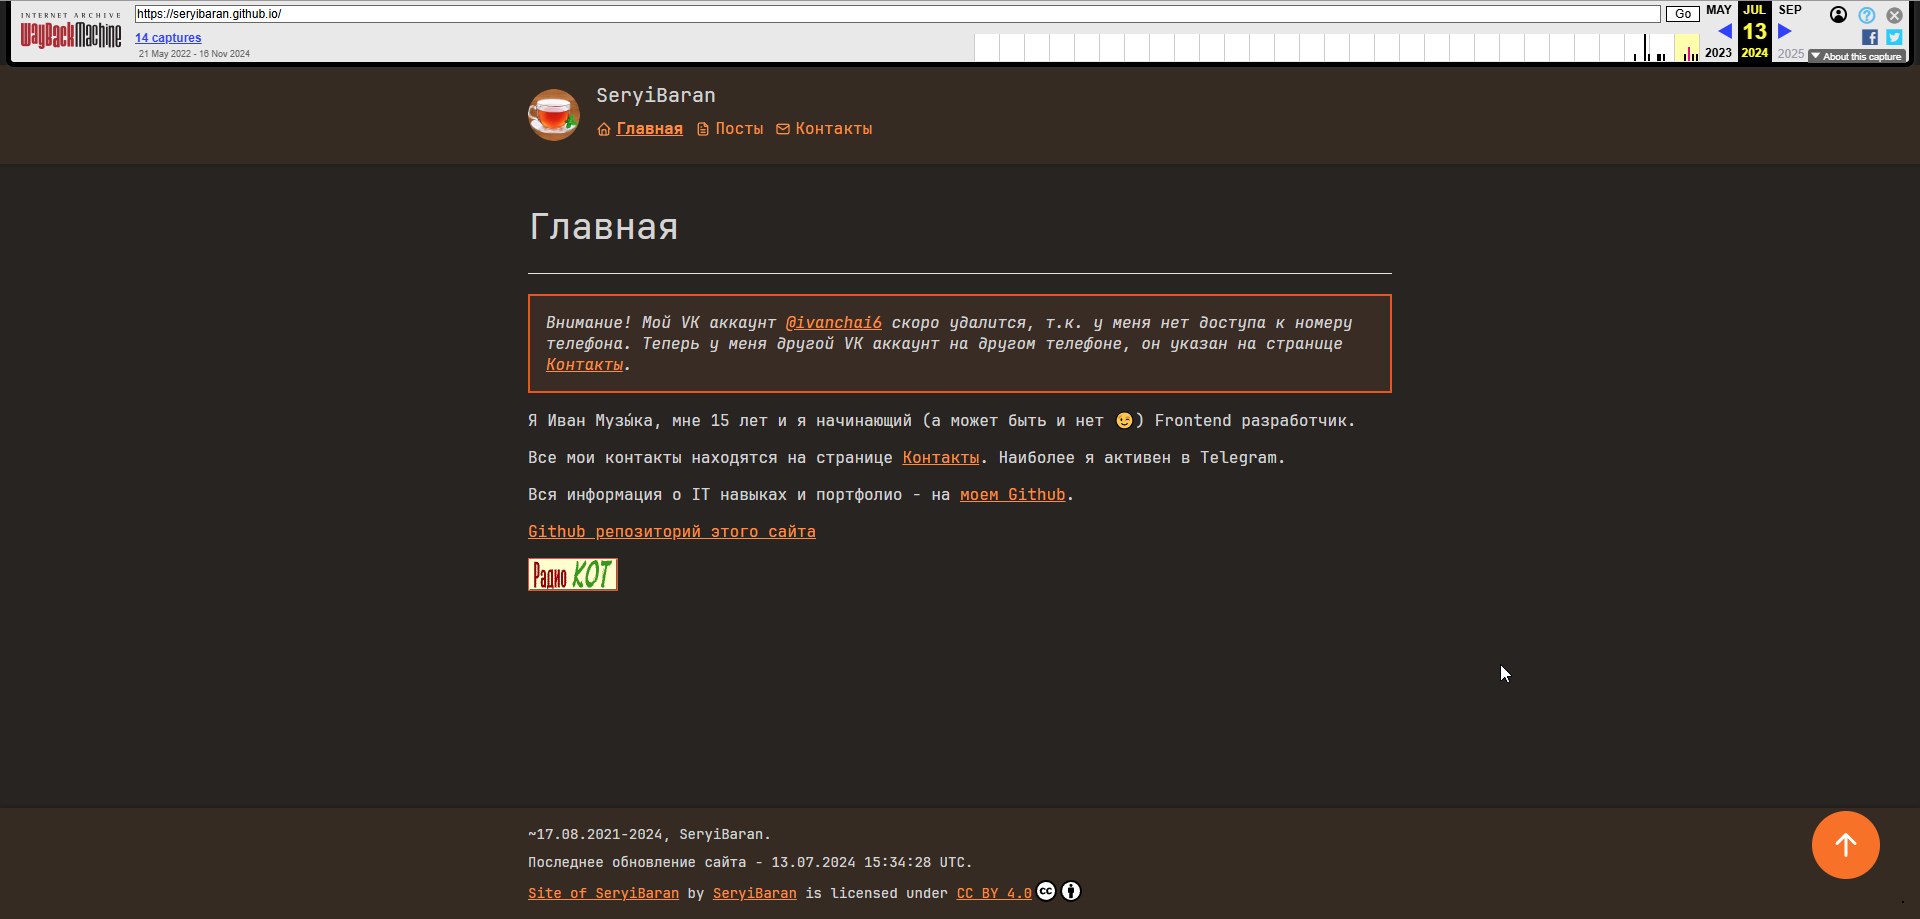 INTERNET ARCHIVE
WayBackMachine
https://seryibaran.github.io/
Go
14 captures
21 May 2022 - 16 Nov 2024
MAY JUL SEP
13
2023 2024 2025
About this capture
SeryiBaran
Главная Посты Контакты
Главная
Внимание! Мой VK аккаунт @ivanchai6 скоро удалится, т.к. у меня нет доступа к номеру
телефона. Теперь у меня другой VK аккаунт на другом телефоне, он указан на странице
Контакты.
Я Иван Музы́ка, мне 15 лет и я начинающий (а может быть и нет 😉) Frontend разработчик.
Все мои контакты находятся на странице Контакты. Наиболее я активен в Telegram.
Вся информация о IT навыках и портфолио - на моем Github.
Github репозиторий этого сайта
Радио КОТ
~17.08.2021-2024, SeryiBaran.
Последнее обновление сайта - 13.07.2024 15:34:28 UTC.
Site of SeryiBaran by SeryiBaran is licensed under CC BY 4.0